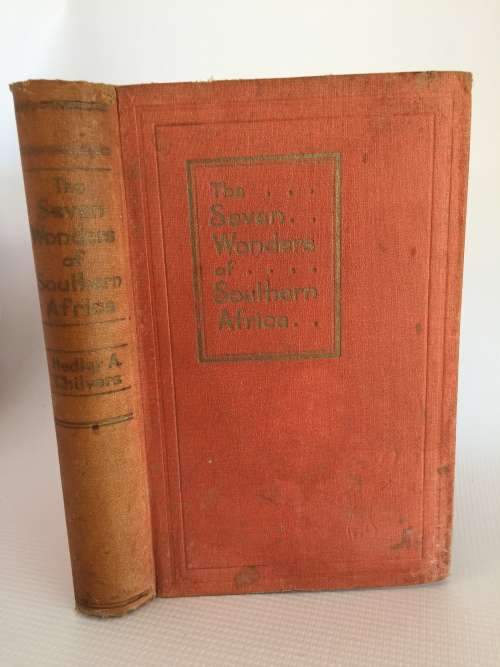 The
Seven
Wonders
of
Southern
Africa
Hedley A.
Chilvers
The . . .
Seven . .
Wonders
of . . . .
Southern
Africa . .